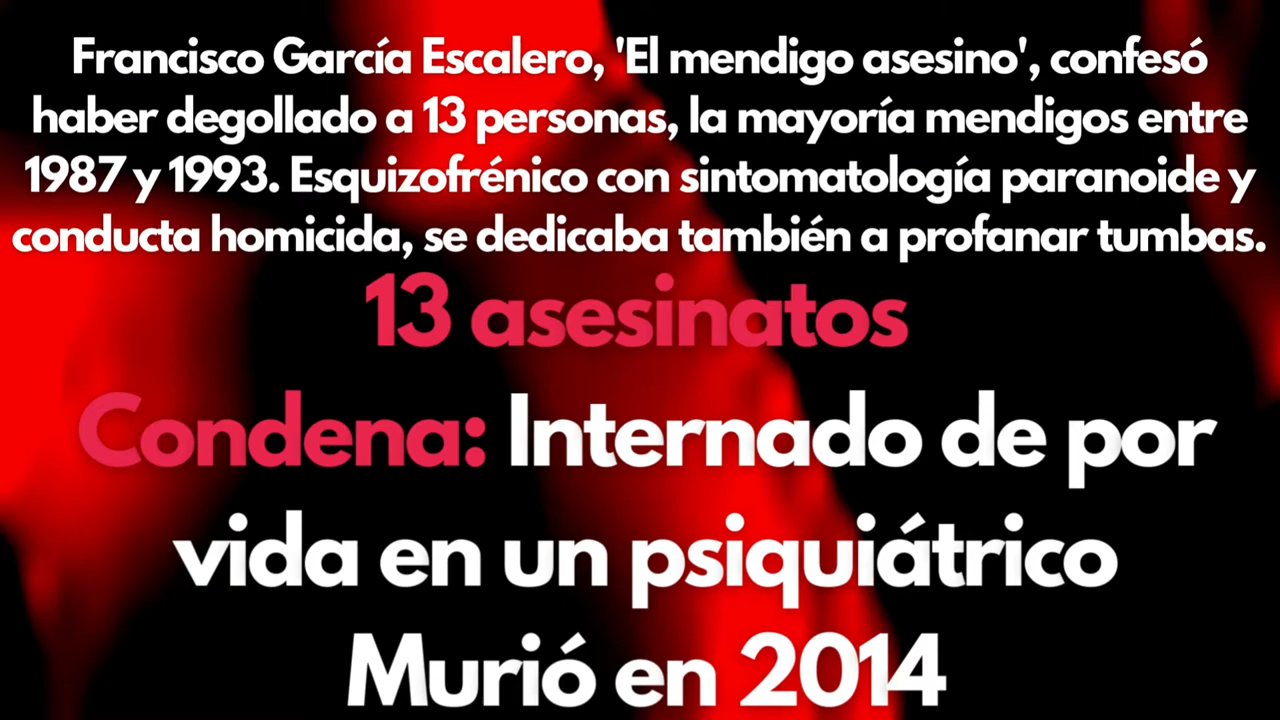 Francisco García Escalero, 'El mendigo asesino', confesó
haber degollado a 13 personas, la mayoría mendigos entre
1987 y 1993. Esquizofrénico con sintomatología paranoide y
conducta homicida, se dedicaba también a profanar tumbas.
13 asesinatos
Condena: Internado de por
vida en un psiquiátrico
Murió en 2014